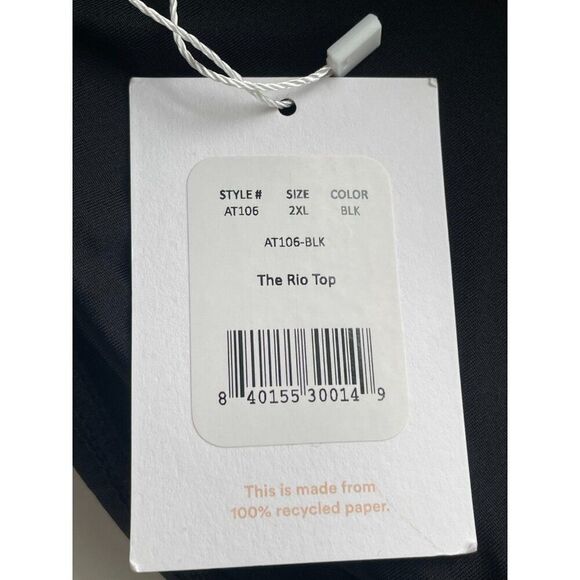 STYLE # SIZE COLOR
AT106 2XL BLK
AT106-BLK
The Rio Top
8 40155 30014 9
This is made from
100% recycled paper.